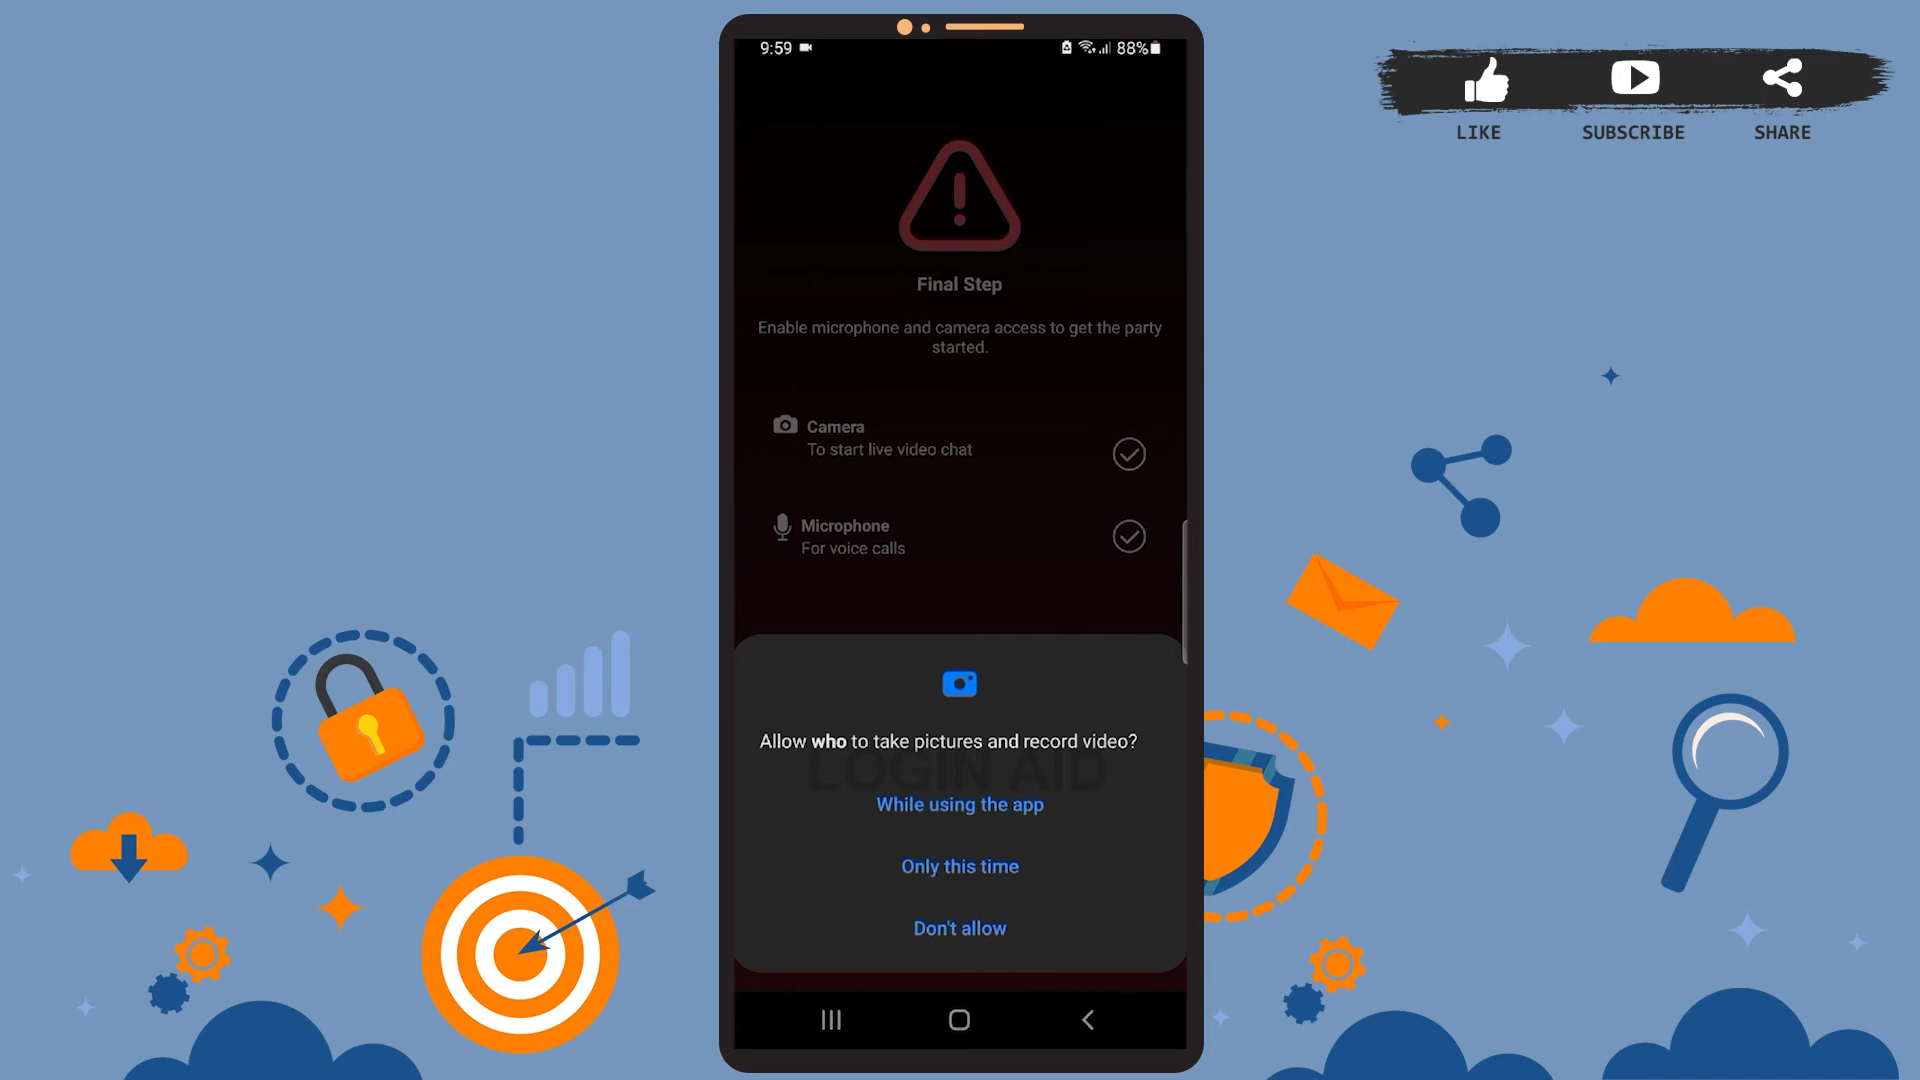 9:59
88%
LIKE
SUBSCRIBE
SHARE
Final Step
Enable microphone and camera access to get the party
started.
Camera
To start live video chat
Microphone
For voice calls
Allow who to take pictures and record video?
LOGIN AID
While using the app
Only this time
Don't allow